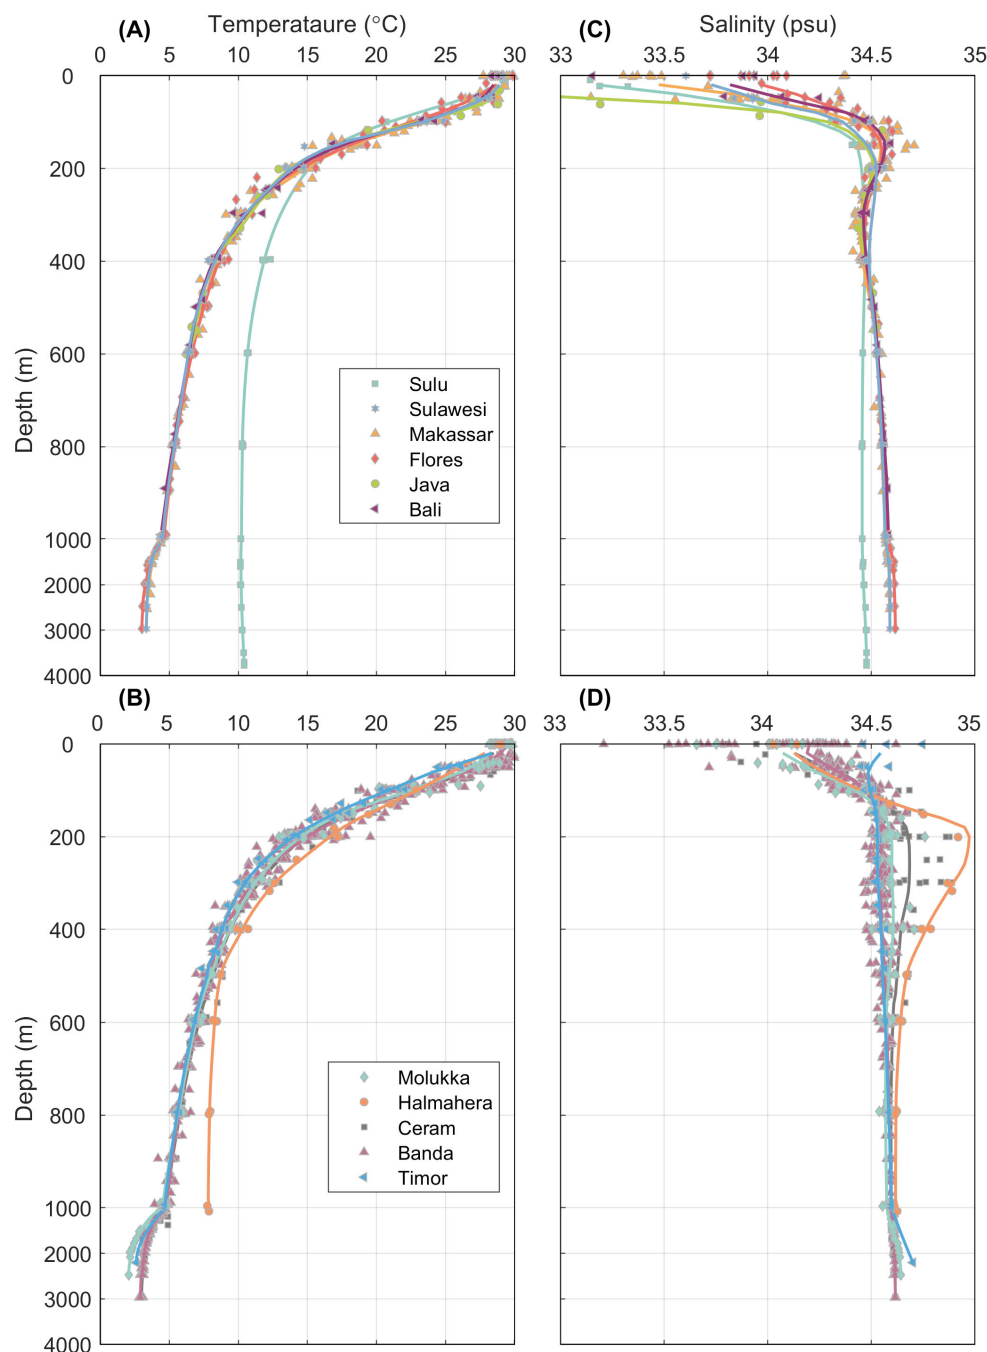 (A) Temperataure (°C)
0 5 10 15 20 25 30
0
200
400
600
800
1000
2000
3000
4000
Depth (m)
Sulu
Sulawesi
Makassar
Flores
Java
Bali
(C) Salinity (psu)
33 33.5 34 34.5 35
(B)
0 5 10 15 20 25 30
0
200
400
600
800
1000
2000
3000
4000
Depth (m)
Molukka
Halmahera
Ceram
Banda
Timor
(D)
33 33.5 34 34.5 35